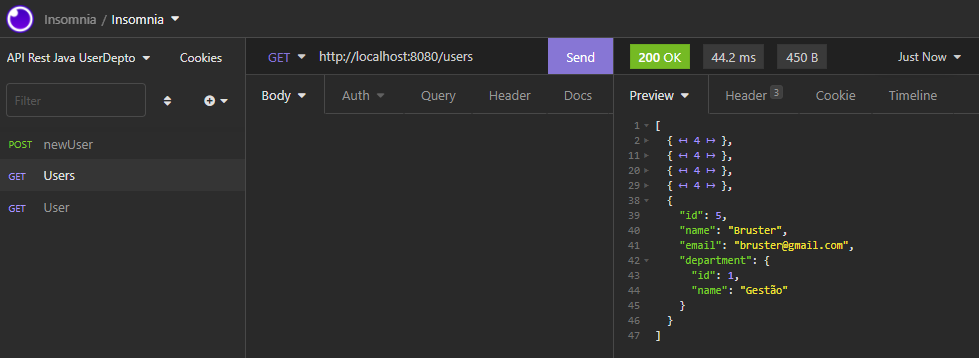 Insomnia / Insomnia
API Rest Java UserDepto
Cookies
Filter
POST newUser
GET Users
GET User
GET http://localhost:8080/users Send
Body Auth Query Header Docs
200 OK 44.2 ms 450 B Just Now
Preview Header 3 Cookie Timeline
1 [
2 { ↤ 4 ↦ },
11 { ↤ 4 ↦ },
20 { ↤ 4 ↦ },
29 { ↤ 4 ↦ },
38 {
39 "id": 5,
40 "name": "Bruster",
41 "email": "bruster@gmail.com",
42 "department": {
43 "id": 1,
44 "name": "Gestão"
45 }
46 }
47 ]